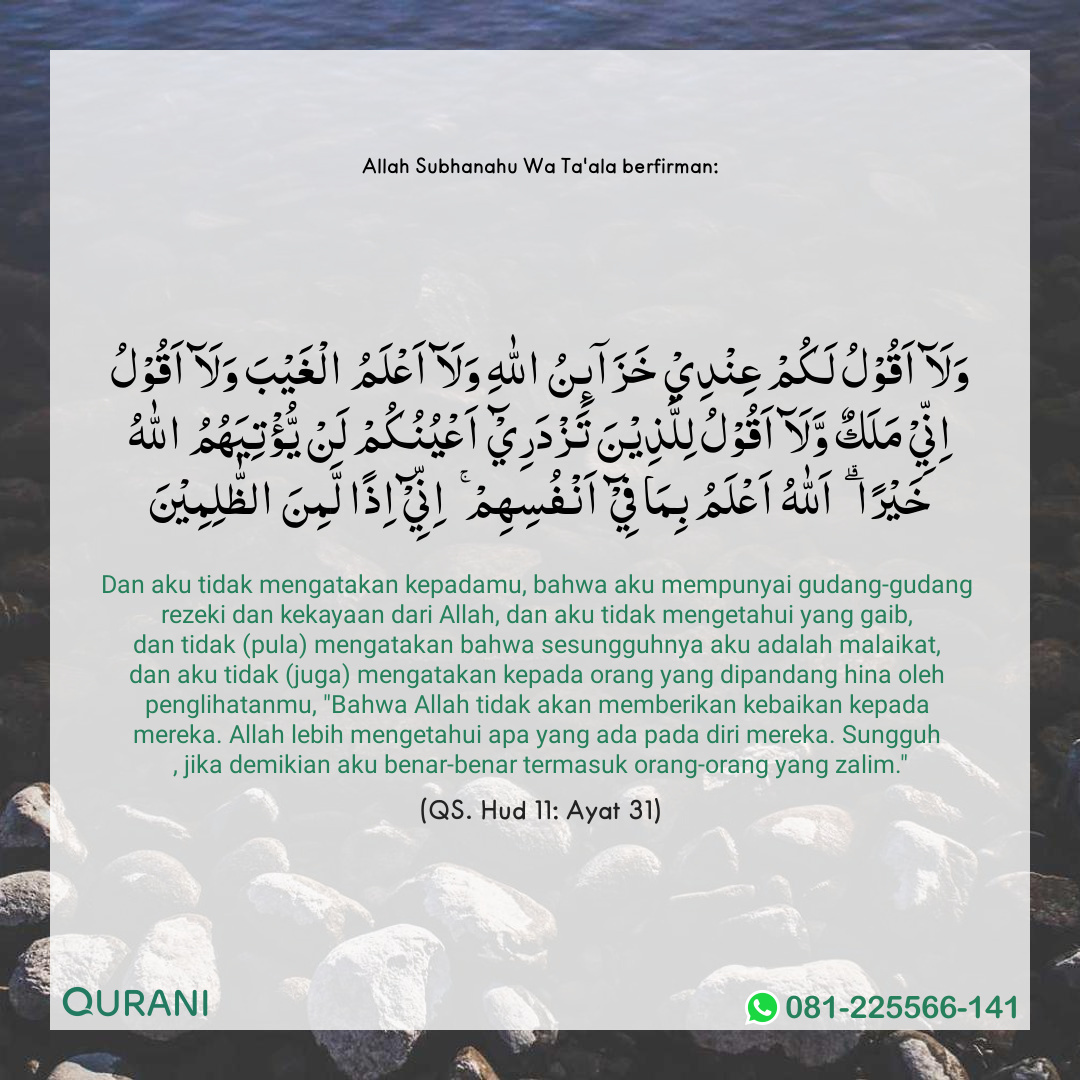 Allah Subhanahu Wa Ta'ala berfirman:
وَلَاۤ اَقُوْلُ لَـكُمْ عِنْدِيْ خَزَآئِنُ اللّٰهِ وَلَاۤ اَعْلَمُ الْغَيْبَ وَلَاۤ اَقُوْلُ
اِنِّيْ مَلَكٌ وَّلَاۤ اَقُوْلُ لِلَّذِيْنَ تَزْدَرِيْۤ اَعْيُنُكُمْ لَنْ يُّؤْتِيَهُمُ اللّٰهُ
خَيْرًا ۗ اَللّٰهُ اَعْلَمُ بِمَا فِيْۤ اَنْفُسِهِمْ ۚ اِنِّيْۤ اِذًا لَّمِنَ الظّٰلِمِيْنَ
Dan aku tidak mengatakan kepadamu, bahwa aku mempunyai gudang-gudang
rezeki dan kekayaan dari Allah, dan aku tidak mengetahui yang gaib,
dan tidak (pula) mengatakan bahwa sesungguhnya aku adalah malaikat,
dan aku tidak (juga) mengatakan kepada orang yang dipandang hina oleh
penglihatanmu, "Bahwa Allah tidak akan memberikan kebaikan kepada
mereka. Allah lebih mengetahui apa yang ada pada diri mereka. Sungguh
, jika demikian aku benar-benar termasuk orang-orang yang zalim."
(QS. Hud 11: Ayat 31)
QURANI
081-225566-141